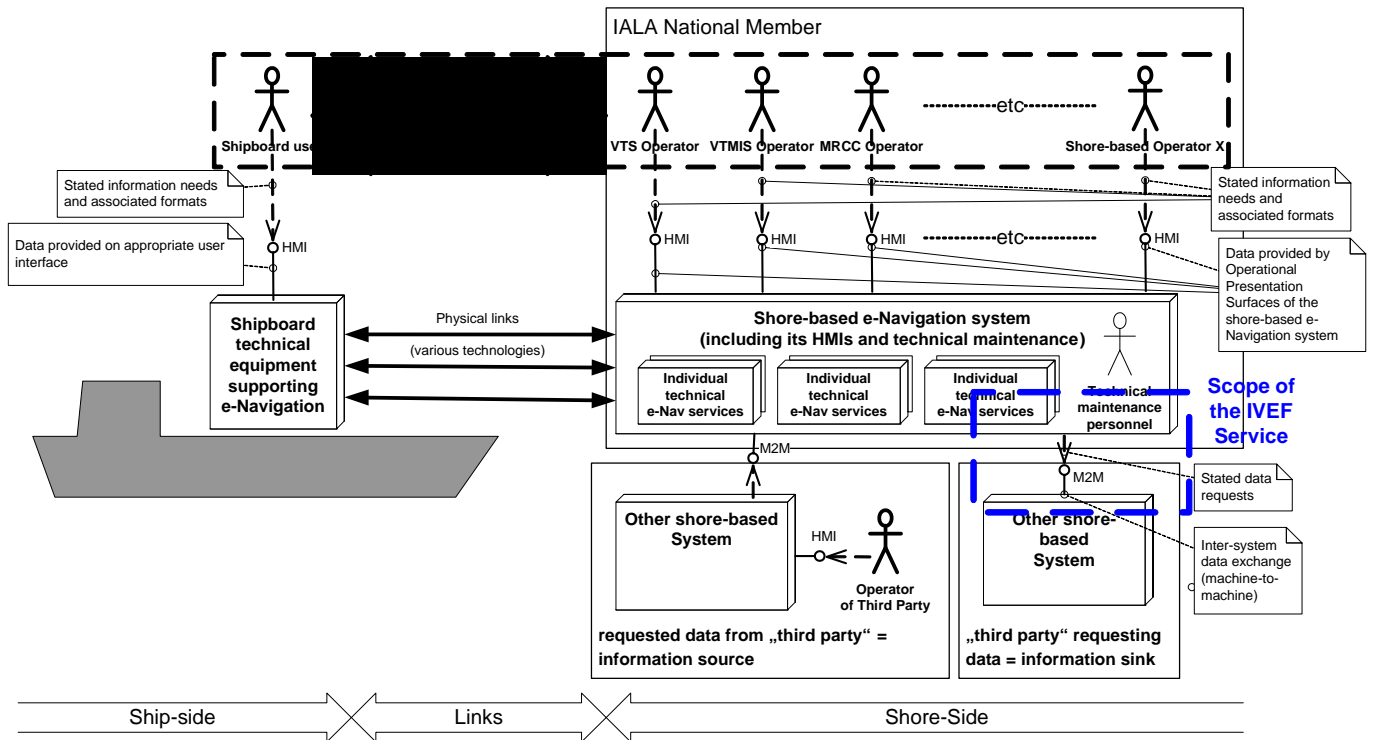 IALA National Member
Shipboard use
VTS Operator
VTMIS Operator
MRCC Operator
etc
Shore-based Operator X
Stated information needs
and associated formats
Data provided on appropriate user
interface
HMI
HMI
HMI
HMI
etc
HMI
Stated information
needs and
associated formats
Data provided by
Operational
Presentation
Surfaces of the
shore-based e-
Navigation system
Shipboard
technical
equipment
supporting
e-Navigation
Physical links
(various technologies)
Shore-based e-Navigation system
(including its HMIs and technical maintenance)
Individual
technical
e-Nav services
Individual
technical
e-Nav services
Individual
technical
e-Nav services
Technical
maintenance
personnel
Scope of
the IVEF
Service
M2M
M2M
Stated data
requests
Other shore-based
System
HMI
Operator
of Third Party
requested data from „third party“ =
information source
Other shore-
based
System
„third party“ requesting
data = information sink
Inter-system
data exchange
(machine-to-
machine)
Ship-side
Links
Shore-Side